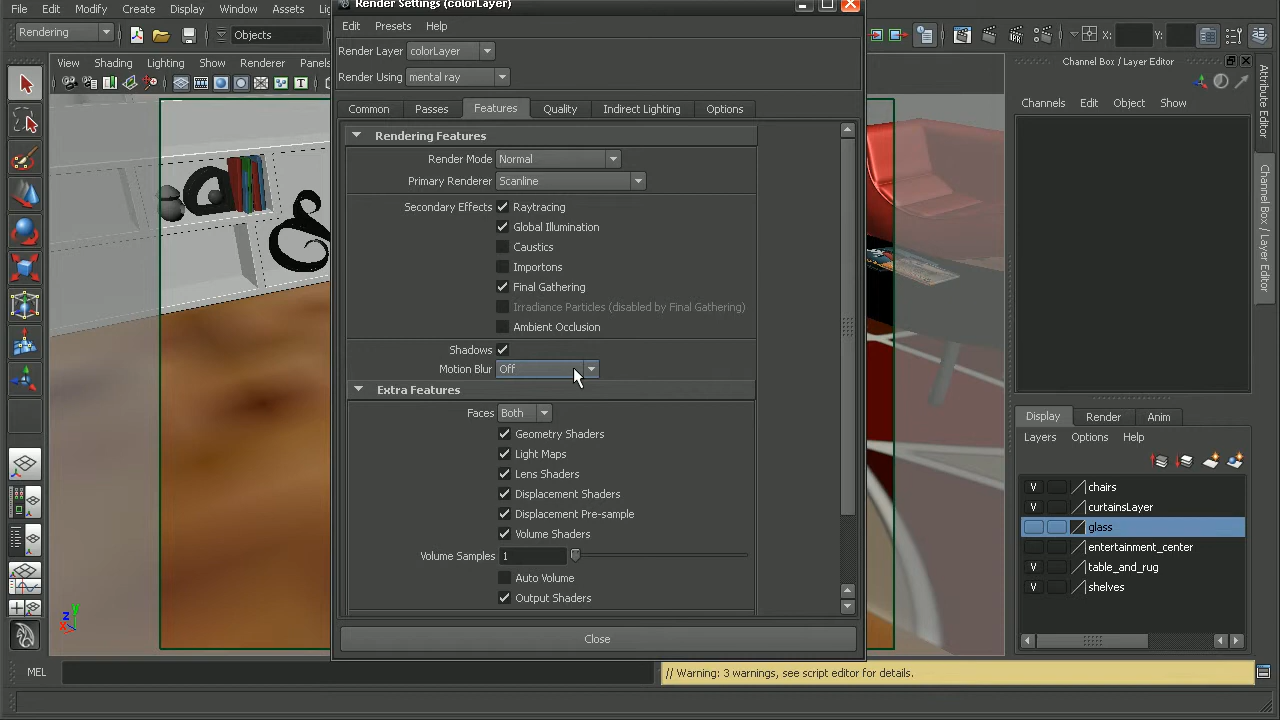 Render Settings (colorLayer)
File Edit Modify Create Display Window Assets
Edit Presets Help
Rendering
Objects
X:
Y:
Render Layer colorLayer
Render Using mental ray
View Shading Lighting Show Renderer Panels
Channel Box / Layer Editor
Channels Edit Object Show
Attribute Editor
Channel Box / Layer Editor
Common Passes Features Quality Indirect Lighting Options
Rendering Features
Render Mode Normal
Primary Renderer Scanline
Secondary Effects Raytracing
Global Illumination
Caustics
Importons
Final Gathering
Irradiance Particles (disabled by Final Gathering)
Ambient Occlusion
Shadows
Motion Blur Off
Extra Features
Faces Both
Geometry Shaders
Light Maps
Lens Shaders
Displacement Shaders
Displacement Pre-sample
Volume Shaders
Volume Samples 1
Auto Volume
Output Shaders
Close
Display Render Anim
Layers Options Help
V chairs
V curtainsLayer
glass
entertainment_center
V table_and_rug
V shelves
z y x
MEL
// Warning: 3 warnings, see script editor for details.